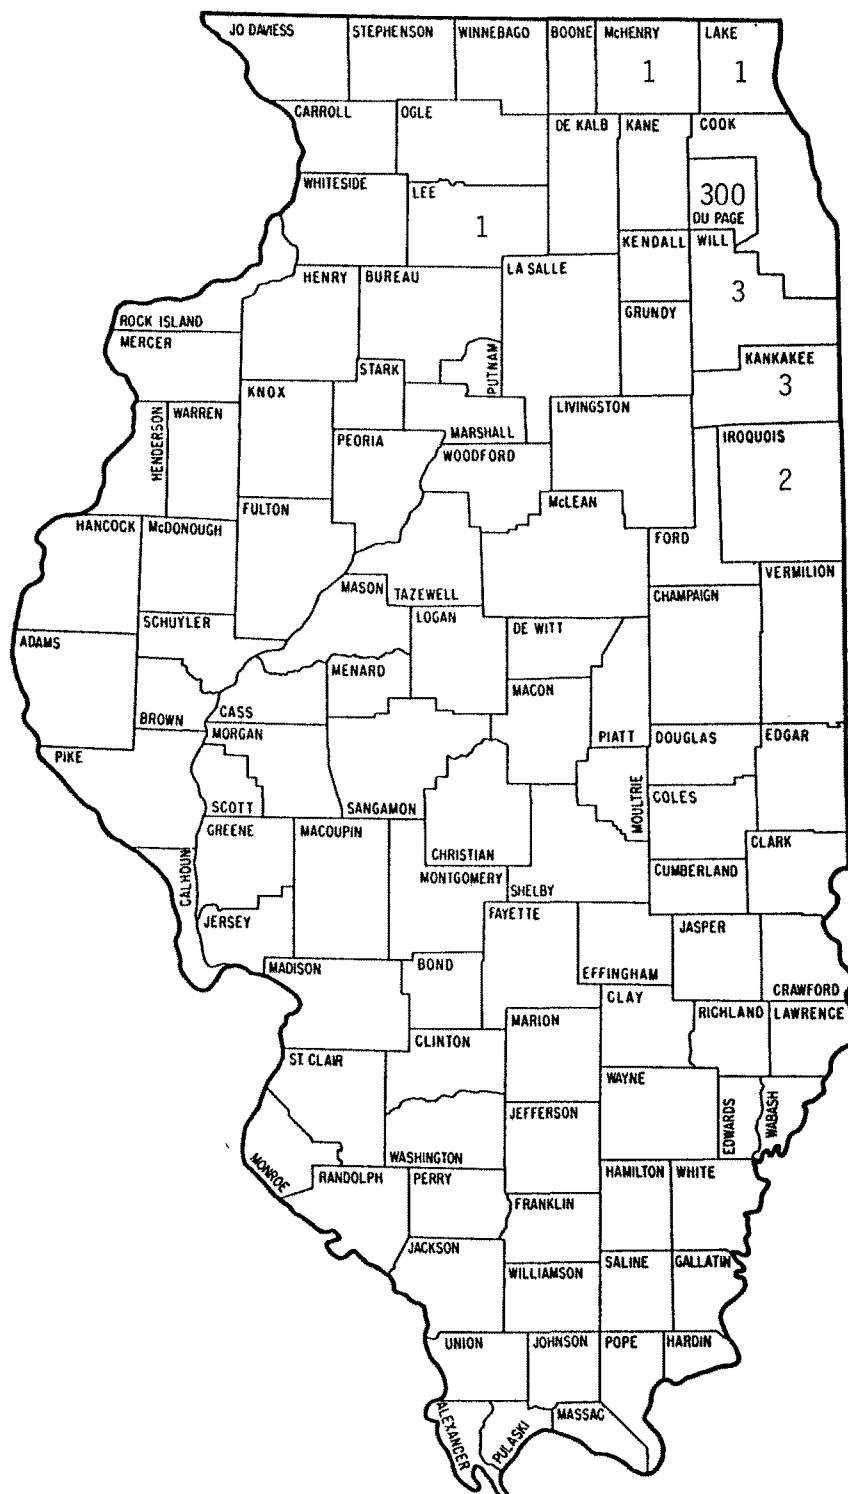 JO DAVIESS STEPHENSON WINNEBAGO BOONE McHENRY LAKE
1 1
CARROLL OGLE DE KALB KANE COOK
WHITESIDE LEE 300
1 DU PAGE
KENDALL WILL
HENRY BUREAU LA SALLE
3
ROCK ISLAND GRUNDY
MERCER
PUTNAM
STARK KANKAKEE
3
KNOX
HENDERSON WARREN LIVINGSTON
PEORIA MARSHALL IROQUOIS
WOODFORD
2
FULTON McLEAN
HANCOCK McDONOUGH FORD
VERMILION
MASON TAZEWELL CHAMPAIGN
SCHUYLER LOGAN DE WITT
ADAMS
MENARD MACON
BROWN CASS
MORGAN PIATT DOUGLAS EDGAR
PIKE
SCOTT SANGAMON MOULTRIE COLES
GREENE MACOUPIN
CHRISTIAN CLARK
CALHOUN MONTGOMERY SHELBY CUMBERLAND
JERSEY FAYETTE JASPER
MADISON BOND EFFINGHAM CRAWFORD
CLAY
MARION RICHLAND LAWRENCE
CLINTON
ST. CLAIR
WAYNE
JEFFERSON EDWARDS WABASH
WASHINGTON
MONROE RANDOLPH PERRY HAMILTON WHITE
FRANKLIN
JACKSON
WILLIAMSON SALINE GALLATIN
UNION JOHNSON POPE HARDIN
ALEXANCER PULASKI MASSAC